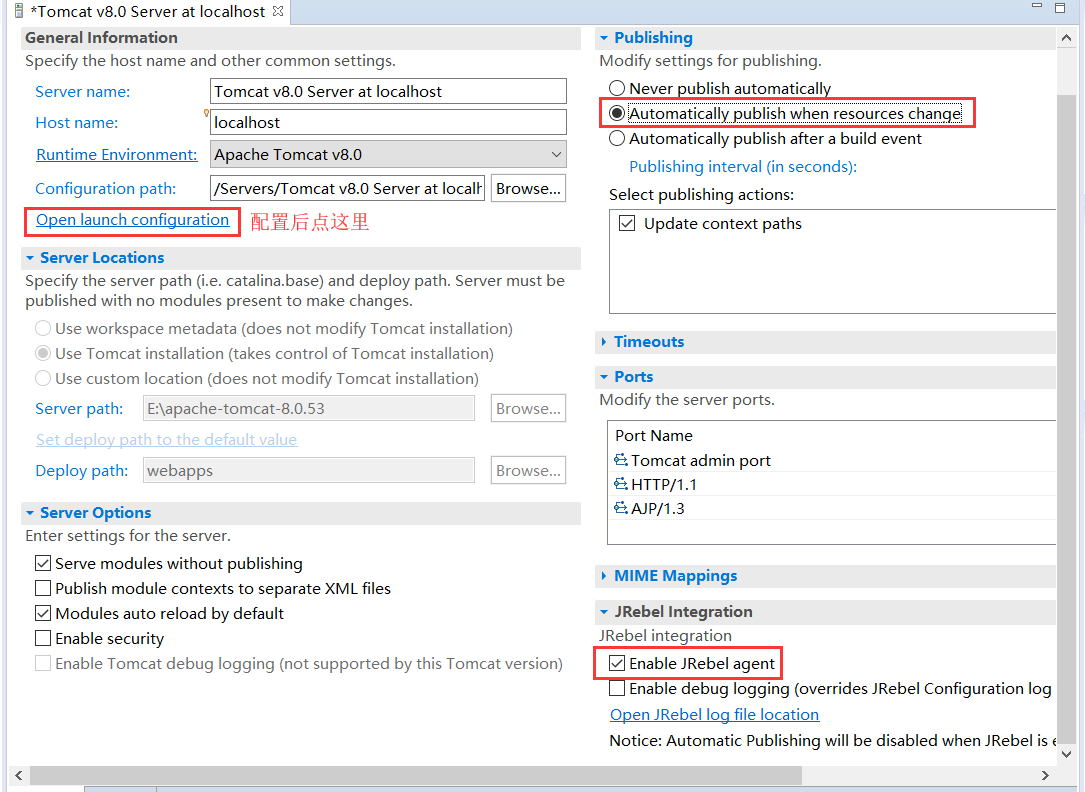 *Tomcat v8.0 Server at localhost
General Information
Specify the host name and other common settings.
Server name:
Tomcat v8.0 Server at localhost
Host name:
localhost
Runtime Environment:
Apache Tomcat v8.0
Configuration path:
/Servers/Tomcat v8.0 Server at localh
Browse...
Open launch configuration
配置后点这里
Server Locations
Specify the server path (i.e. catalina.base) and deploy path. Server must be
published with no modules present to make changes.
Use workspace metadata (does not modify Tomcat installation)
Use Tomcat installation (takes control of Tomcat installation)
Use custom location (does not modify Tomcat installation)
Server path:
E:\apache-tomcat-8.0.53
Browse...
Set deploy path to the default value
Deploy path:
webapps
Browse...
Server Options
Enter settings for the server.
Serve modules without publishing
Publish module contexts to separate XML files
Modules auto reload by default
Enable security
Enable Tomcat debug logging (not supported by this Tomcat version)
Publishing
Modify settings for publishing.
Never publish automatically
Automatically publish when resources change
Automatically publish after a build event
Publishing interval (in seconds):
Select publishing actions:
Update context paths
Timeouts
Ports
Modify the server ports.
Port Name
Tomcat admin port
HTTP/1.1
AJP/1.3
MIME Mappings
JRebel Integration
JRebel integration
Enable JRebel agent
Enable debug logging (overrides JRebel Configuration log
Open JRebel log file location
Notice: Automatic Publishing will be disabled when JRebel is e